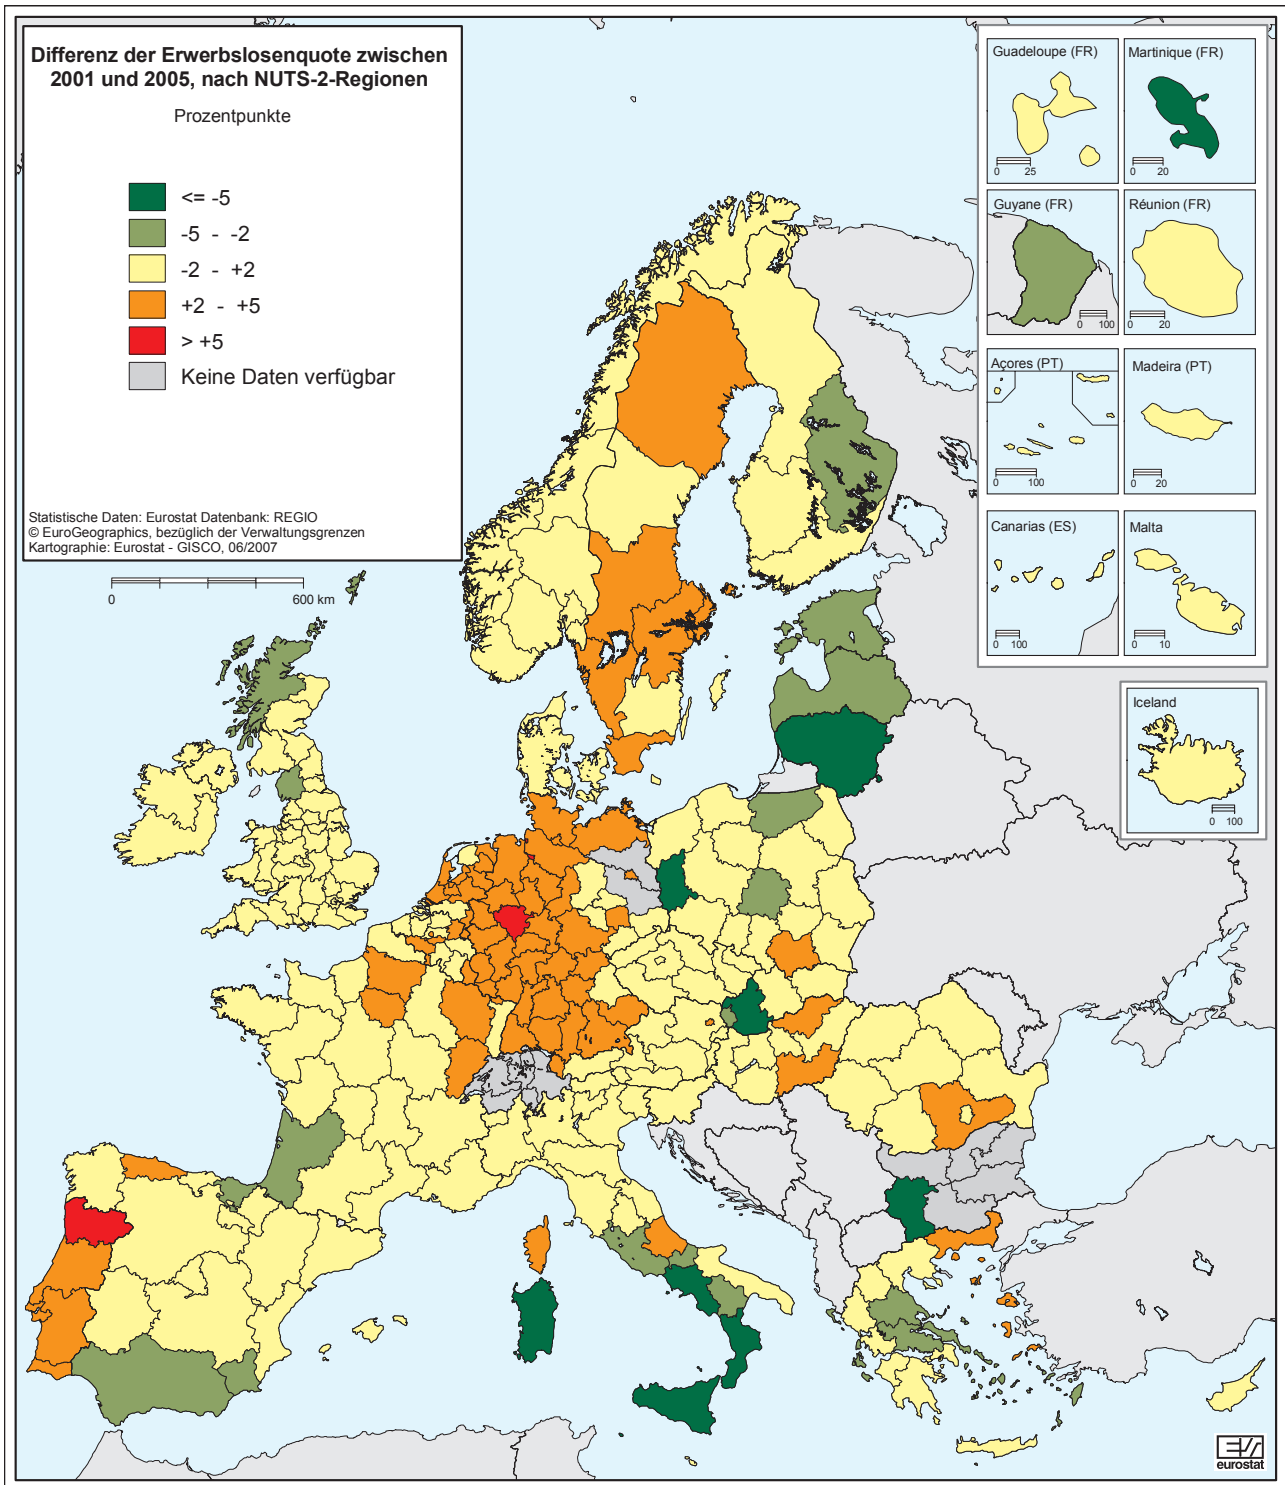 Differenz der Erwerbslosenquote zwischen
2001 und 2005, nach NUTS-2-Regionen
Prozentpunkte
<= -5
-5 - -2
-2 - +2
+2 - +5
> +5
Keine Daten verfügbar
Statistische Daten: Eurostat Datenbank: REGIO
© EuroGeographics, bezüglich der Verwaltungsgrenzen
Kartographie: Eurostat - GISCO, 06/2007
0 600 km
Guadeloupe (FR)
0 25
Martinique (FR)
0 20
Guyane (FR)
0 100
Réunion (FR)
0 20
Açores (PT)
0 100
Madeira (PT)
0 20
Canarias (ES)
0 100
Malta
0 10
Iceland
0 100
eurostat